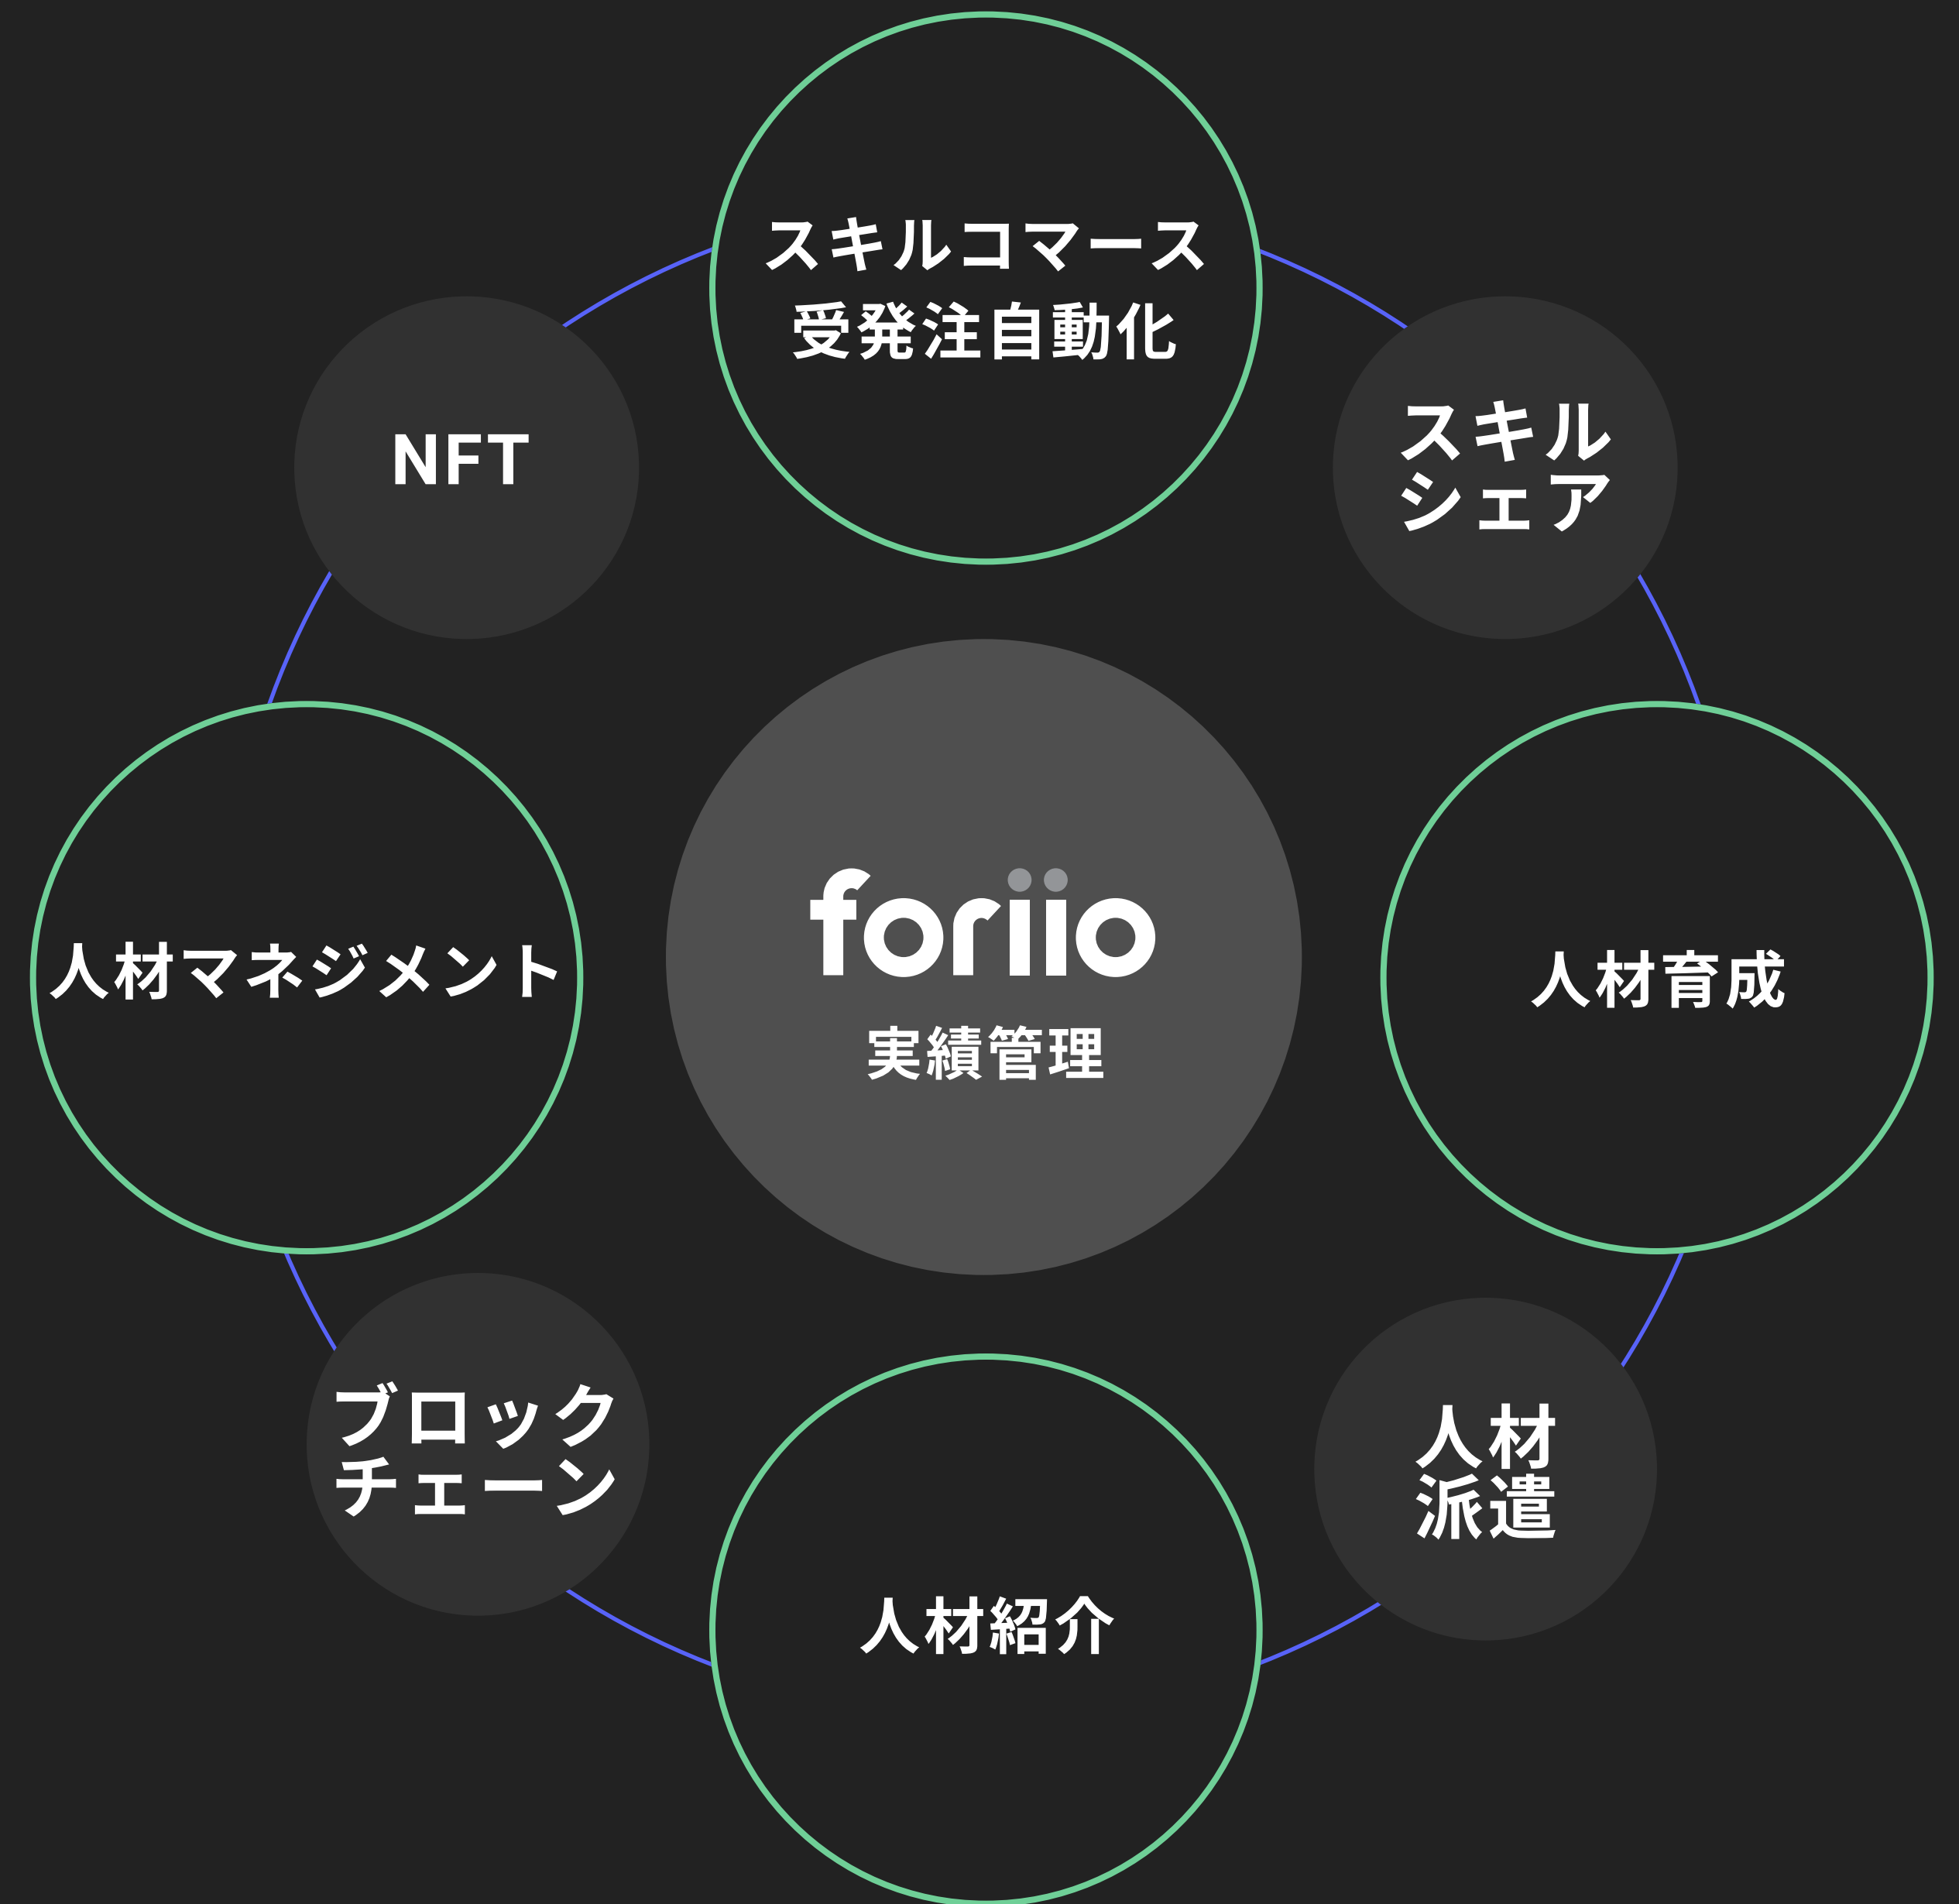 スキルコマース
受発注自動化
NFT
スキル
シェア
foriio
実績管理
人材マネジメント
人材育成
ブロック
チェーン
人材
派遣
人材紹介